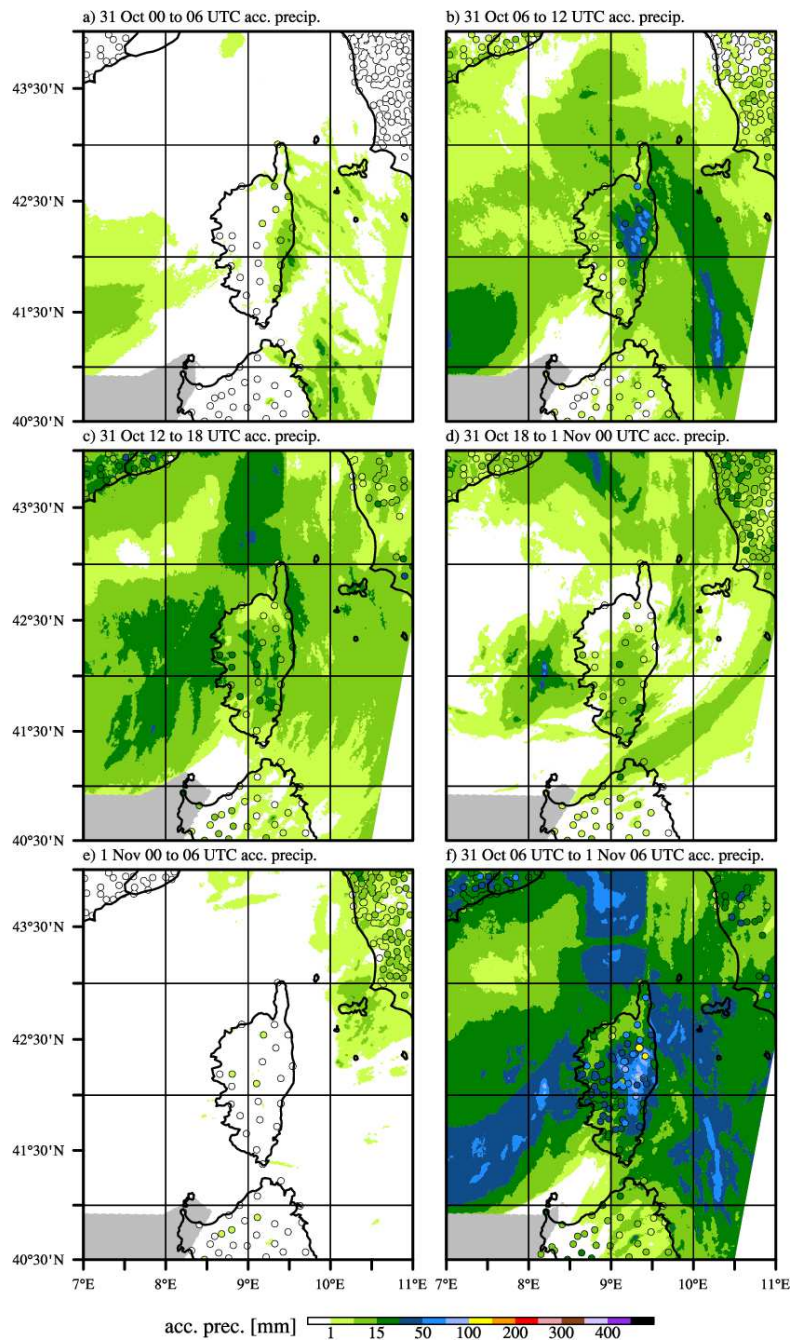 a) 31 Oct 00 to 06 UTC acc. precip.
b) 31 Oct 06 to 12 UTC acc. precip.
43°30'N
42°30'N
41°30'N
40°30'N
c) 31 Oct 12 to 18 UTC acc. precip.
d) 31 Oct 18 to 1 Nov 00 UTC acc. precip.
43°30'N
42°30'N
41°30'N
40°30'N
e) 1 Nov 00 to 06 UTC acc. precip.
f) 31 Oct 06 UTC to 1 Nov 06 UTC acc. precip.
43°30'N
42°30'N
41°30'N
40°30'N
7°E 8°E 9°E 10°E 11°E 7°E 8°E 9°E 10°E 11°E
acc. prec. [mm] 1 15 50 100 200 300 400